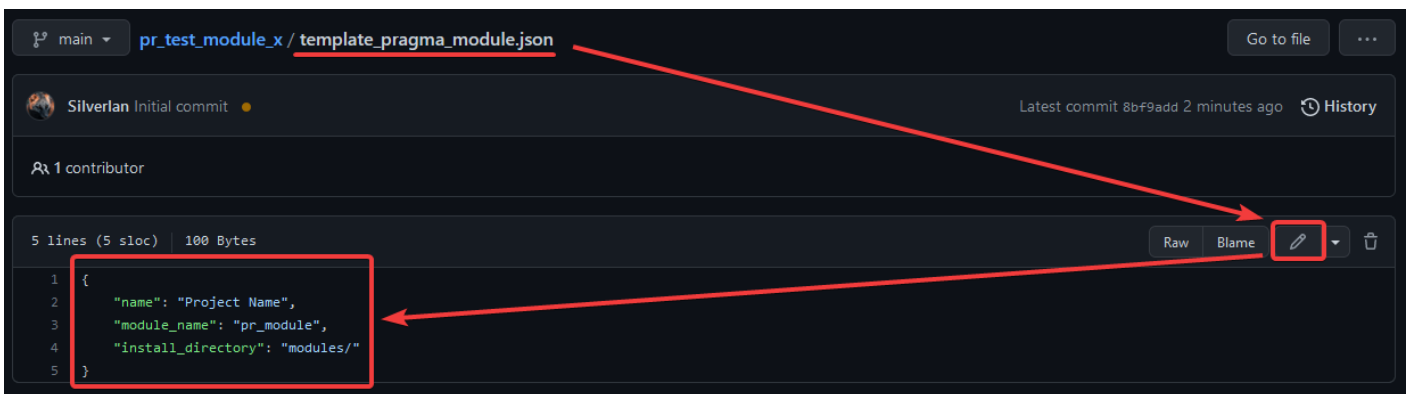 main
pr_test_module_x / template_pragma_module.json
Go to file
...
Silverlan Initial commit
Latest commit 8bf9add 2 minutes ago
History
1 contributor
5 lines (5 sloc)
100 Bytes
Raw
Blame
1 {
2 "name": "Project Name",
3 "module_name": "pr_module",
4 "install_directory": "modules/"
5 }